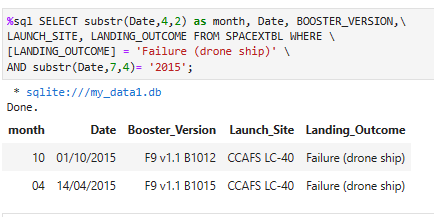 %sql SELECT substr(Date,4,2) as month, Date, BOOSTER_VERSION,\
LAUNCH_SITE, LANDING_OUTCOME FROM SPACEXTBL WHERE \
[LANDING_OUTCOME] = 'Failure (drone ship)' \
AND substr(Date,7,4)= '2015';
* sqlite:///my_data1.db
Done.
month Date Booster_Version Launch_Site Landing_Outcome
10 01/10/2015 F9 v1.1 B1012 CCAFS LC-40 Failure (drone ship)
04 14/04/2015 F9 v1.1 B1015 CCAFS LC-40 Failure (drone ship)